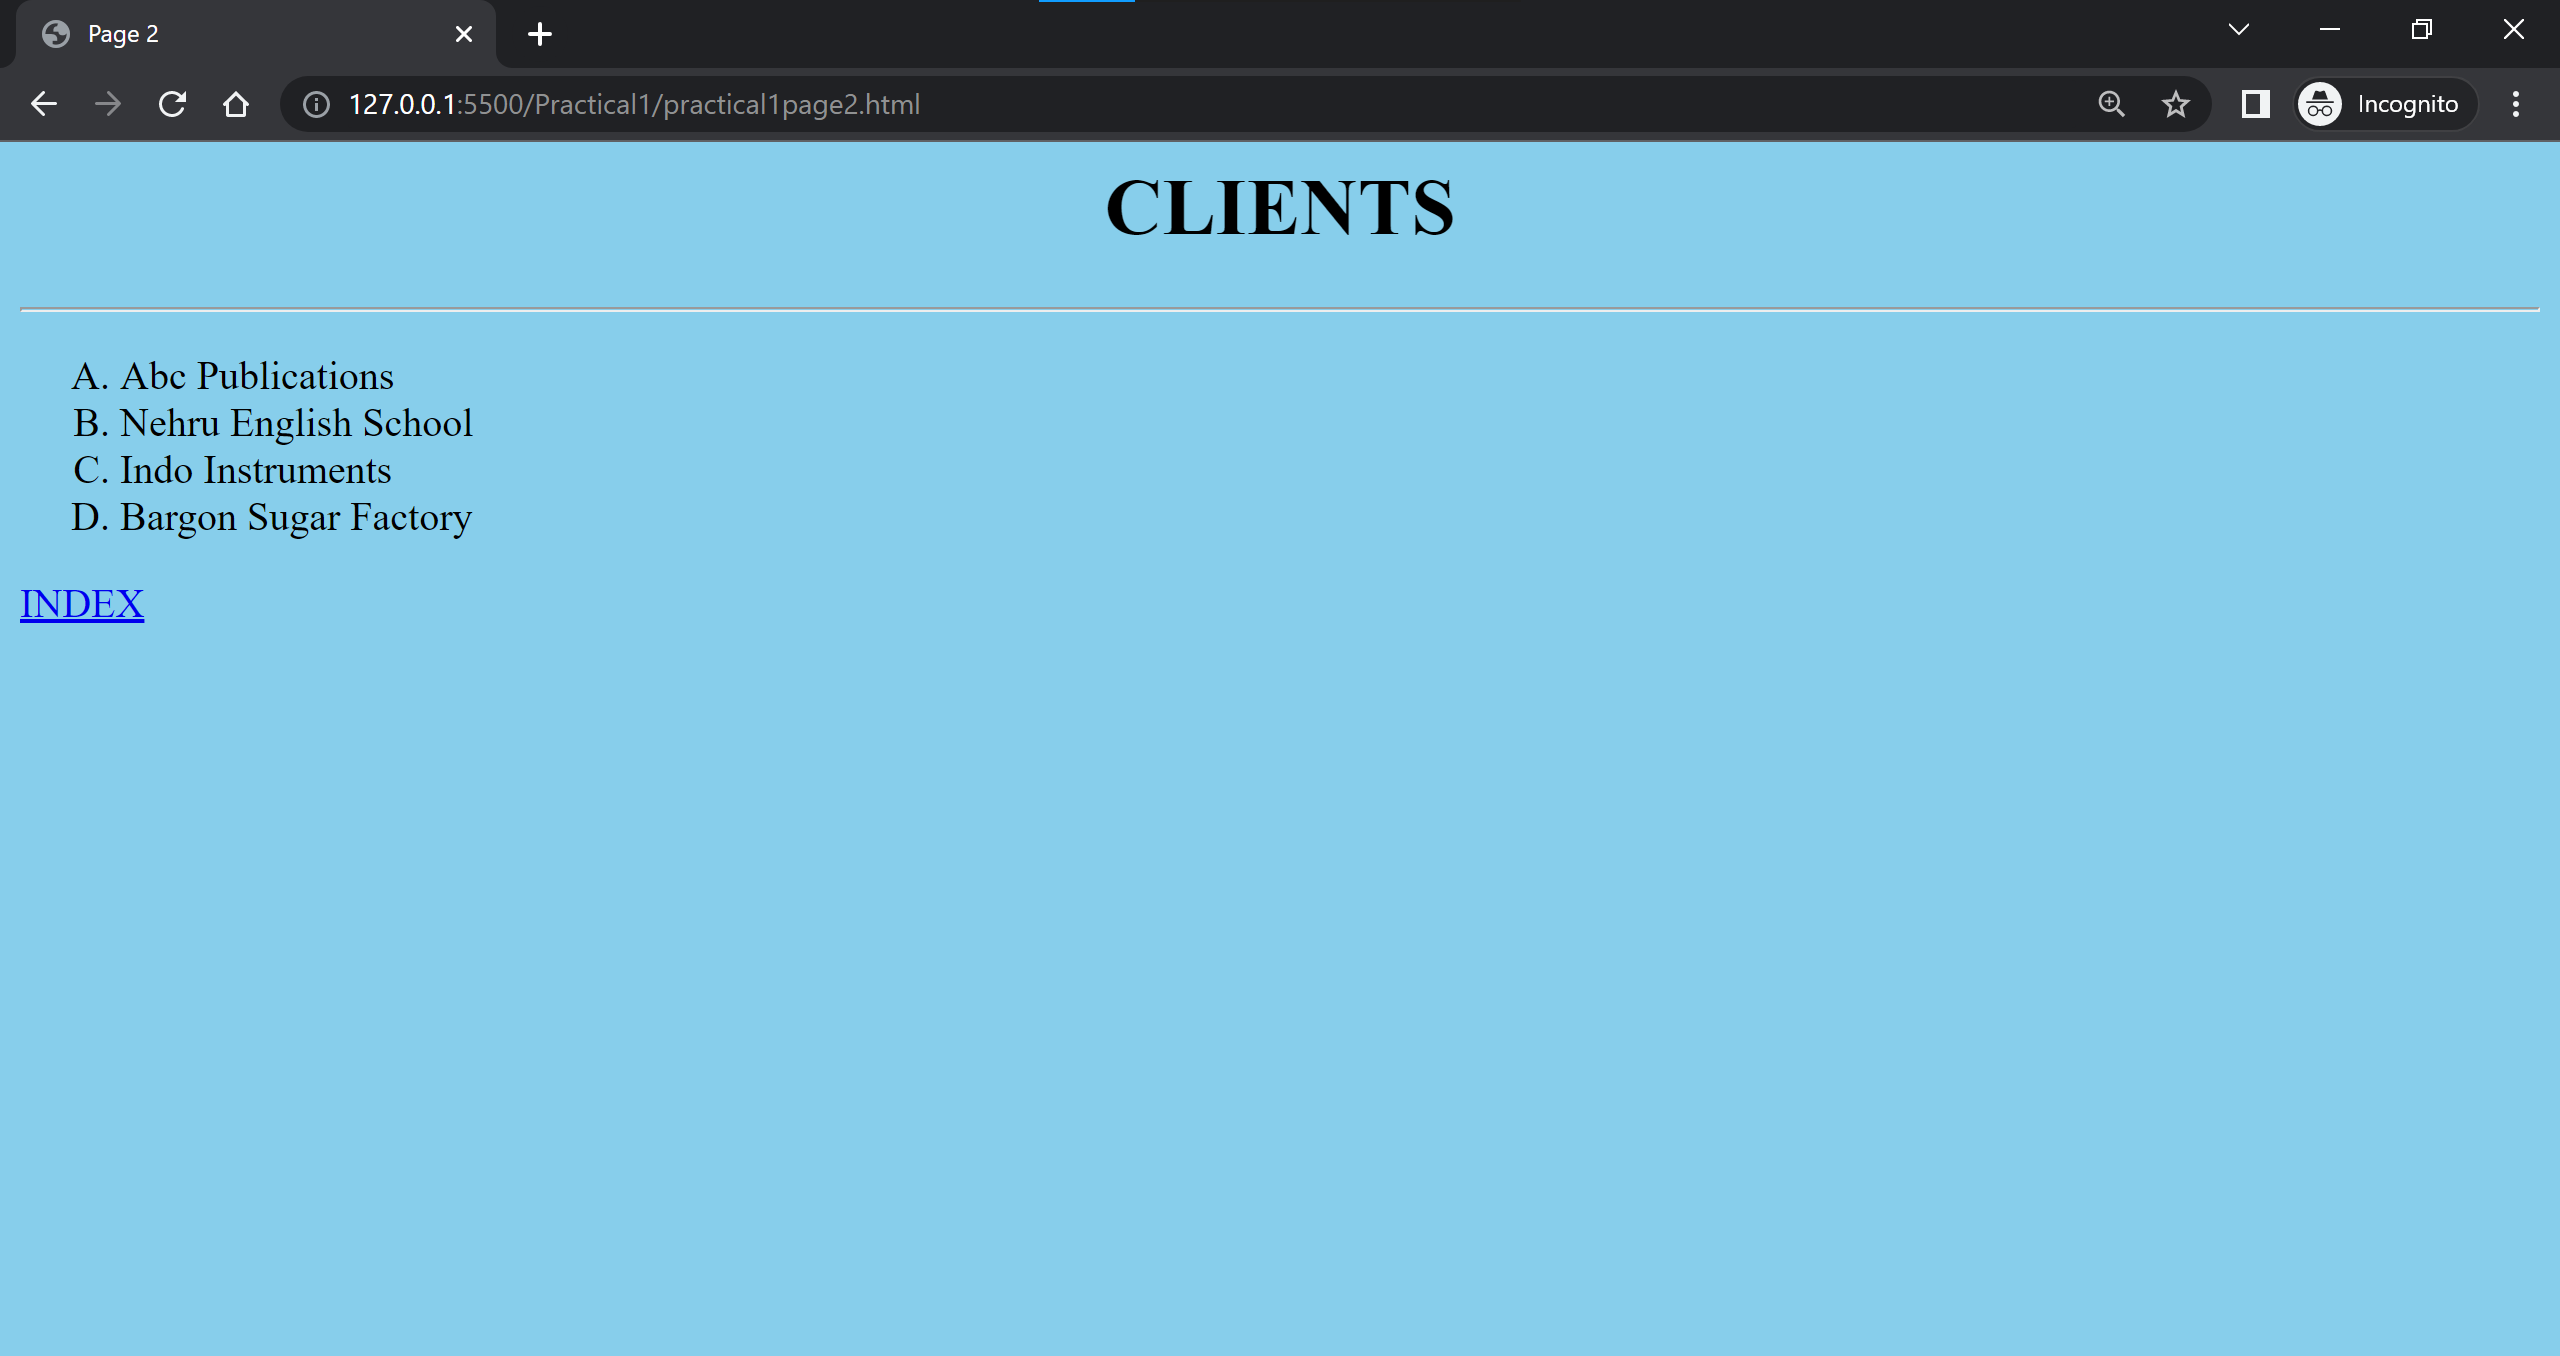 Page 2
127.0.0.1:5500/Practical1/practical1page2.html
Incognito
CLIENTS
A. Abc Publications
B. Nehru English School
C. Indo Instruments
D. Bargon Sugar Factory
INDEX